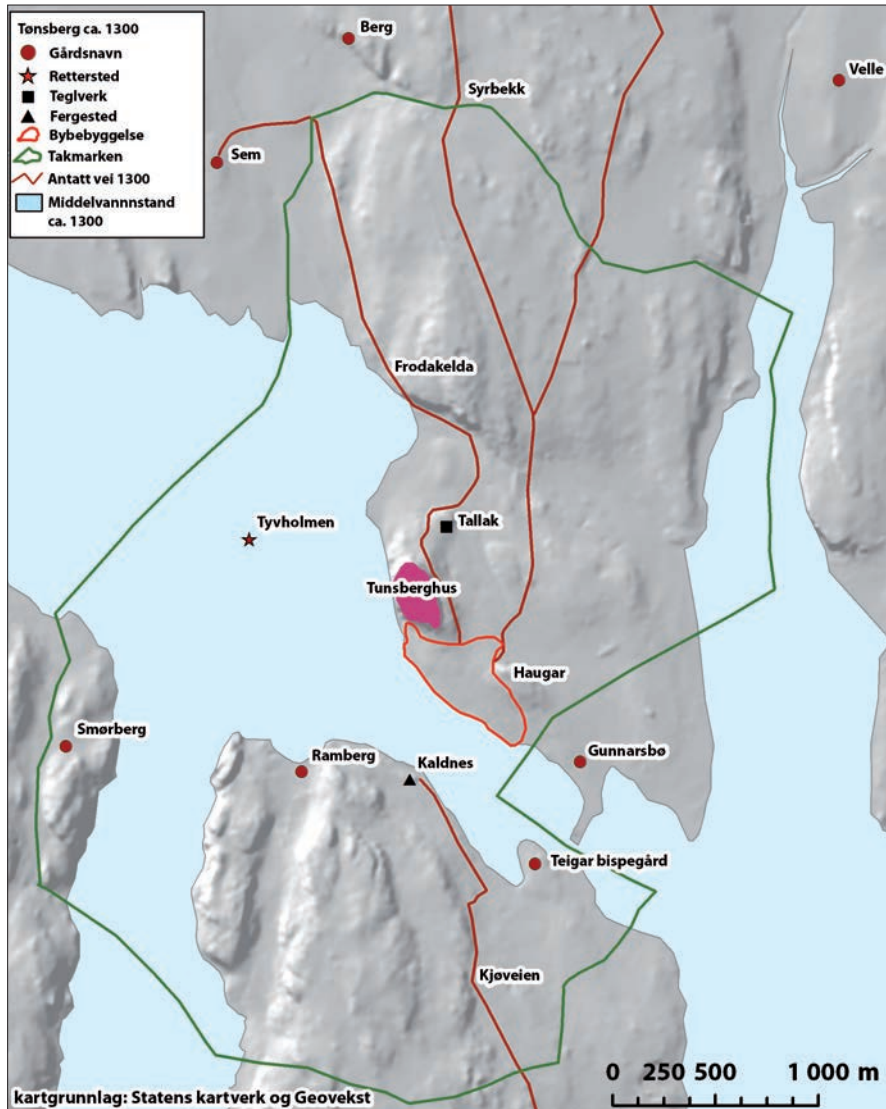 Tønsberg ca. 1300
Gårdsnavn
Rettersted
Teglverk
Fergested
Bybebyggelse
Takmarken
Antatt vei 1300
Middelvannnstand
ca. 1300
Berg
Velle
Syrbekk
Sem
Frodakelda
Tyvholmen
Tallak
Tunsberghus
Haugar
Smørberg
Ramberg
Kaldnes
Gunnarsbø
Teigar bispegård
Kjøveien
0 250 500 1 000 m
kartgrunnlag: Statens kartverk og Geovekst